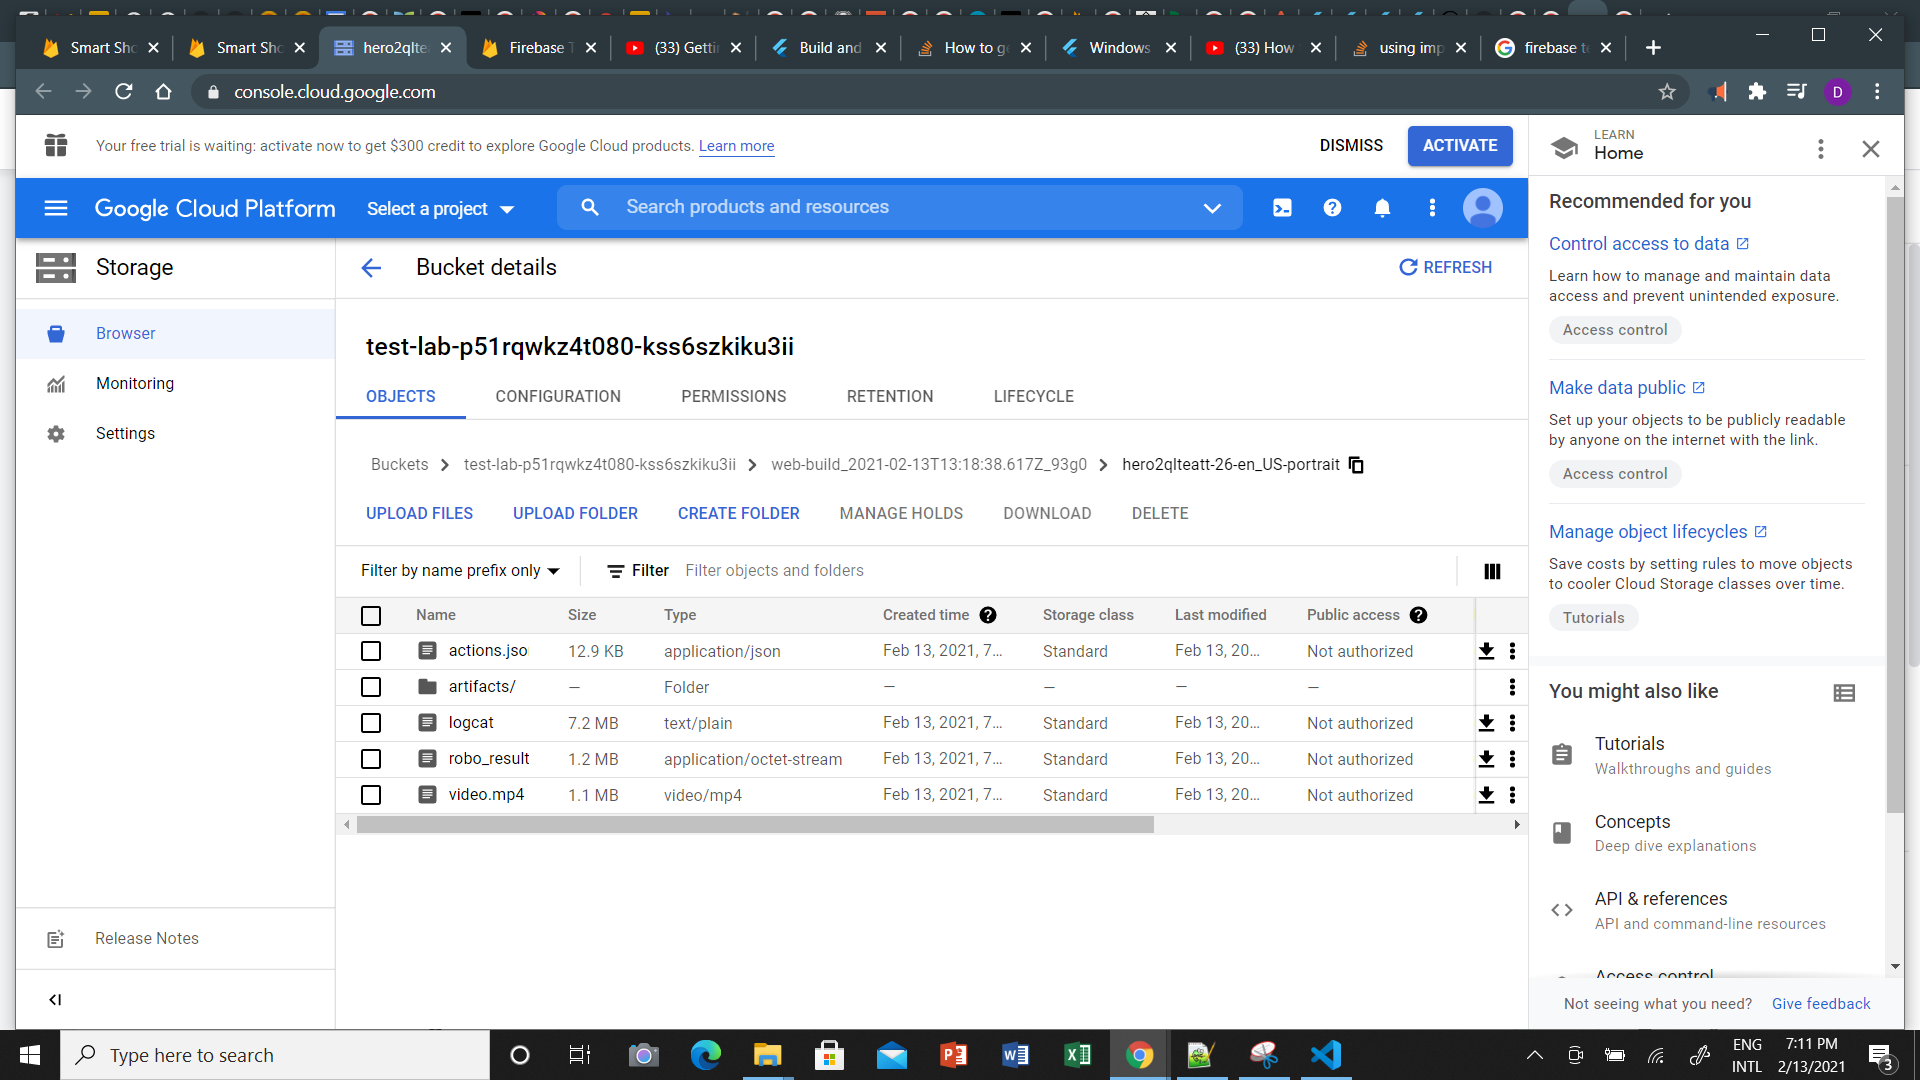 Smart Sho
Smart Sho
hero2qlte
Firebase T
(33) Getti
Build and
How to g
Windows
(33) How
using imp
firebase te
console.cloud.google.com
D
Your free trial is waiting: activate now to get $300 credit to explore Google Cloud products. Learn more
DISMISS
ACTIVATE
LEARN
Home
Google Cloud Platform
Select a project
Search products and resources
Storage
Bucket details
REFRESH
Browser
Monitoring
Settings
Release Notes
test-lab-p51rqwkz4t080-kss6szkiku3ii
OBJECTS
CONFIGURATION
PERMISSIONS
RETENTION
LIFECYCLE
Buckets > test-lab-p51rqwkz4t080-kss6szkiku3ii > web-build_2021-02-13T13:18:38.617Z_93g0 > hero2qlteatt-26-en_US-portrait
UPLOAD FILES
UPLOAD FOLDER
CREATE FOLDER
MANAGE HOLDS
DOWNLOAD
DELETE
Filter by name prefix only
Filter
Filter objects and folders
Name Size Type Created time Storage class Last modified Public access
actions.jso 12.9 KB application/json Feb 13, 2021, 7... Standard Feb 13, 20... Not authorized
artifacts/ — Folder — — — —
logcat 7.2 MB text/plain Feb 13, 2021, 7... Standard Feb 13, 20... Not authorized
robo_result 1.2 MB application/octet-stream Feb 13, 2021, 7... Standard Feb 13, 20... Not authorized
video.mp4 1.1 MB video/mp4 Feb 13, 2021, 7... Standard Feb 13, 20... Not authorized
Recommended for you
Control access to data
Learn how to manage and maintain data
access and prevent unintended exposure.
Access control
Make data public
Set up your objects to be publicly readable
by anyone on the internet with the link.
Access control
Manage object lifecycles
Save costs by setting rules to move objects
to cooler Cloud Storage classes over time.
Tutorials
You might also like
Tutorials
Walkthroughs and guides
Concepts
Deep dive explanations
API & references
API and command-line resources
Access control
Not seeing what you need? Give feedback
Type here to search
ENG
INTL
7:11 PM
2/13/2021
3